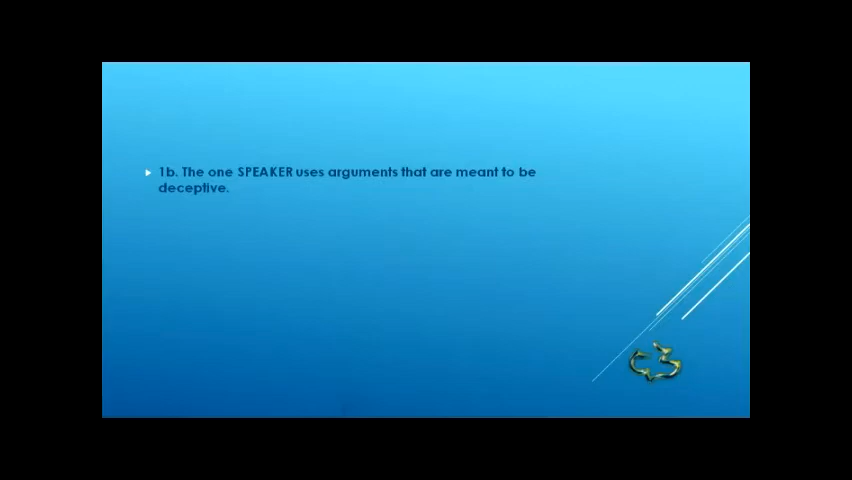 1b. The one SPEAKER uses arguments that are meant to be
deceptive.